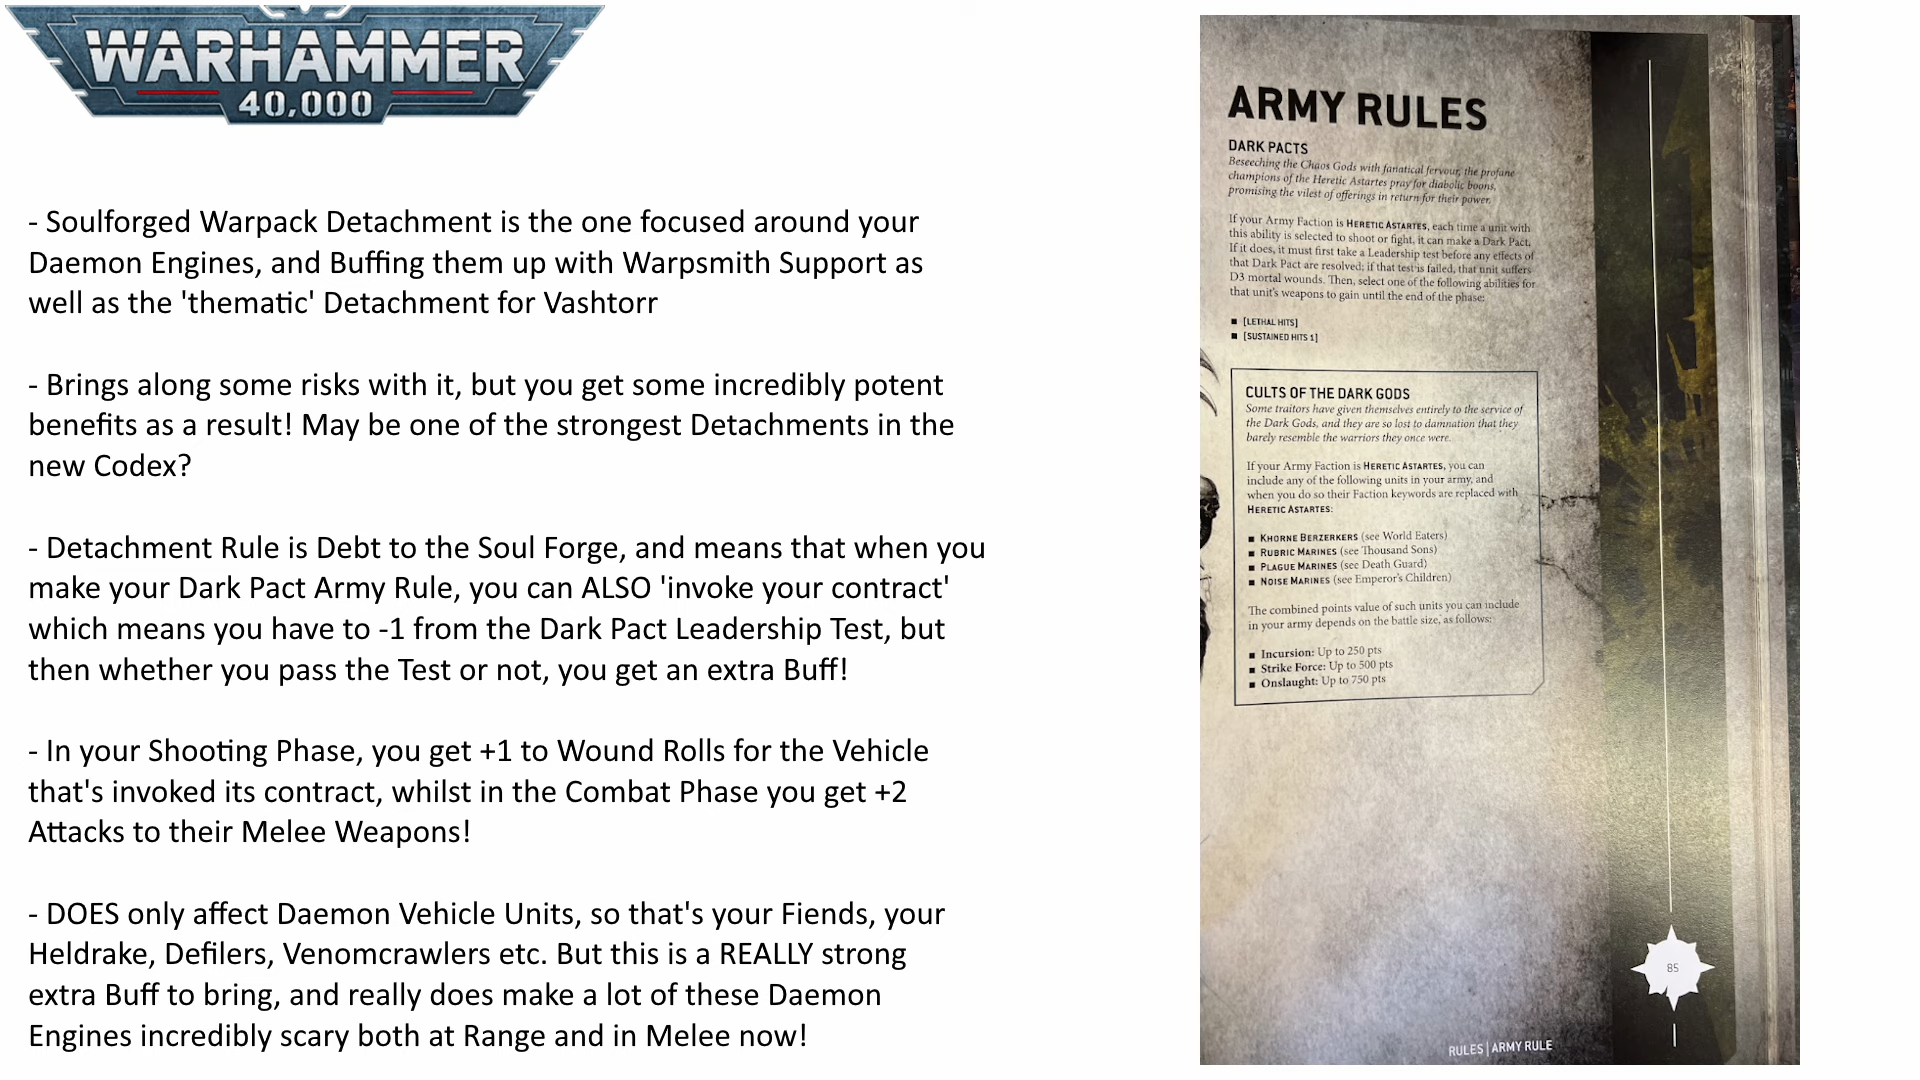 WARHAMMER
40,000
- Soulforged Warpack Detachment is the one focused around your
Daemon Engines, and Buffing them up with Warpsmith Support as
well as the 'thematic' Detachment for Vashtorr
- Brings along some risks with it, but you get some incredibly potent
benefits as a result! May be one of the strongest Detachments in the
new Codex?
- Detachment Rule is Debt to the Soul Forge, and means that when you
make your Dark Pact Army Rule, you can ALSO 'invoke your contract'
which means you have to -1 from the Dark Pact Leadership Test, but
then whether you pass the Test or not, you get an extra Buff!
- In your Shooting Phase, you get +1 to Wound Rolls for the Vehicle
that's invoked its contract, whilst in the Combat Phase you get +2
Attacks to their Melee Weapons!
- DOES only affect Daemon Vehicle Units, so that's your Fiends, your
Heldrake, Defilers, Venomcrawlers etc. But this is a REALLY strong
extra Buff to bring, and really does make a lot of these Daemon
Engines incredibly scary both at Range and in Melee now!
ARMY RULES
DARK PACTS
Beseeching the Chaos Gods with fanatical fervour, the profane
champions of the Heretic Astartes pray for diabolic boons,
promising the vilest of offerings in return for their power.
If your Army Faction is HERETIC ASTARTES, each time a unit with
this ability is selected to shoot or fight, it can make a Dark Pact.
If it does, it must first take a Leadership test before any effects of
that Dark Pact are resolved; if that test is failed, that unit suffers
D3 mortal wounds. Then, select one of the following abilities for
that unit's weapons to gain until the end of the phase:
■ [LETHAL HITS]
■ [SUSTAINED HITS 1]
CULTS OF THE DARK GODS
Some traitors have given themselves entirely to the service of
the Dark Gods, and they are so lost to damnation that they
barely resemble the warriors they once were.
If your Army Faction is HERETIC ASTARTES, you can
include any of the following units in your army, and
when you do so their Faction keywords are replaced with
HERETIC ASTARTES:
■ KHORNE BERZERKERS (see World Eaters)
■ RUBRIC MARINES (see Thousand Sons)
■ PLAGUE MARINES (see Death Guard)
■ NOISE MARINES (see Emperor's Children)
The combined points value of such units you can include
in your army depends on the battle size, as follows:
■ Incursion: Up to 250 pts
■ Strike Force: Up to 500 pts
■ Onslaught: Up to 750 pts
85
RULES | ARMY RULE